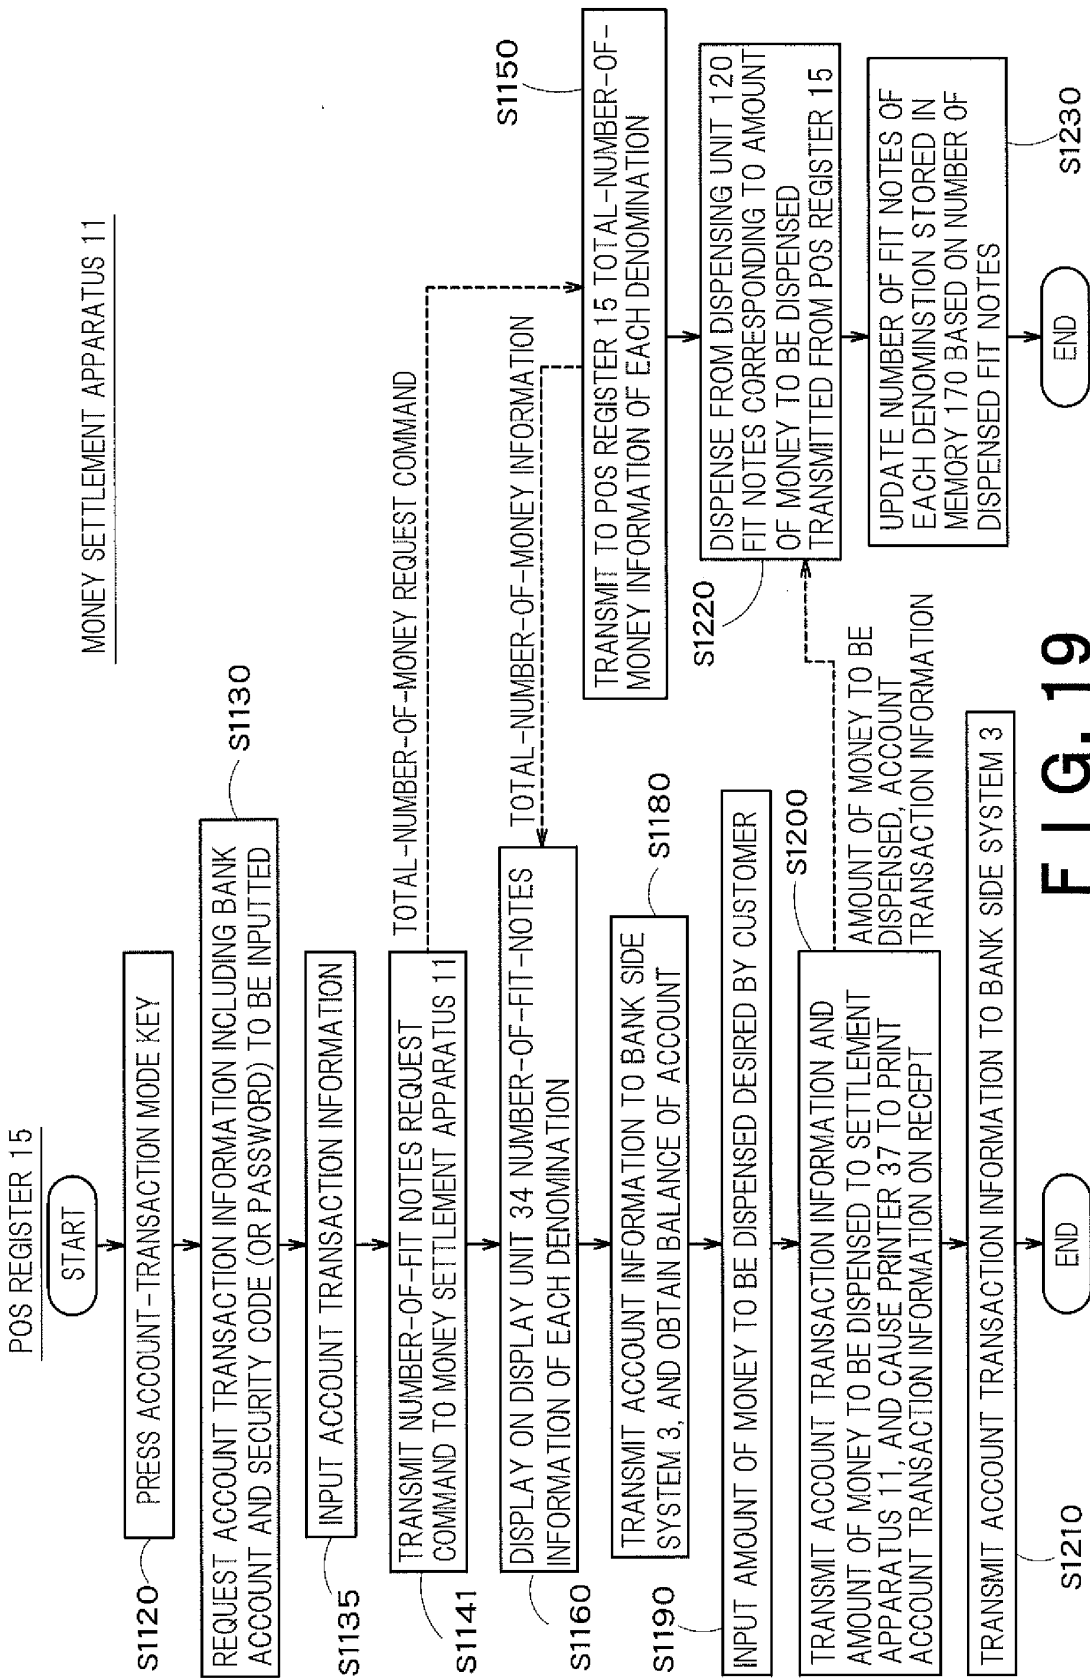 POS REGISTER 15
START
PRESS ACCOUNT-TRANSACTION MODE KEY
S1120
REQUEST ACCOUNT TRANSACTION INFORMATION INCLUDING BANK
ACCOUNT AND SECURITY CODE (OR PASSWORD) TO BE INPUTTED
S1130
INPUT ACCOUNT TRANSACTION INFORMATION
S1135
TRANSMIT NUMBER-OF-FIT NOTES REQUEST
COMMAND TO MONEY SETTLEMENT APPARATUS 11
S1141
TOTAL-NUMBER-OF-MONEY REQUEST COMMAND
DISPLAY ON DISPLAY UNIT 34 NUMBER-OF-FIT-NOTES
INFORMATION OF EACH DENOMINATION
S1160
TOTAL-NUMBER-OF-MONEY INFORMATION
TRANSMIT ACCOUNT INFORMATION TO BANK SIDE
SYSTEM 3, AND OBTAIN BALANCE OF ACCOUNT
S1180
INPUT AMOUNT OF MONEY TO BE DISPENSED DESIRED BY CUSTOMER
S1190
TRANSMIT ACCOUNT TRANSACTION INFORMATION AND
AMOUNT OF MONEY TO BE DISPENSED TO SETTLEMENT
APPARATUS 11, AND CAUSE PRINTER 37 TO PRINT
ACCOUNT TRANSACTION INFORMATION ON RECEPT
S1200
AMOUNT OF MONEY TO BE
DISPENSED, ACCOUNT
TRANSACTION INFORMATION
TRANSMIT ACCOUNT TRANSACTION INFORMATION TO BANK SIDE SYSTEM 3
S1210
END
MONEY SETTLEMENT APPARATUS 11
S1150
TRANSMIT TO POS REGISTER 15 TOTAL-NUMBER-OF-
MONEY INFORMATION OF EACH DENOMINATION
DISPENSE FROM DISPENSING UNIT 120
FIT NOTES CORRESPONDING TO AMOUNT
OF MONEY TO BE DISPENSED
TRANSMITTED FROM POS REGISTER 15
S1220
UPDATE NUMBER OF FIT NOTES OF
EACH DENOMINSTION STORED IN
MEMORY 170 BASED ON NUMBER OF
DISPENSED FIT NOTES
S1230
END
FIG. 19